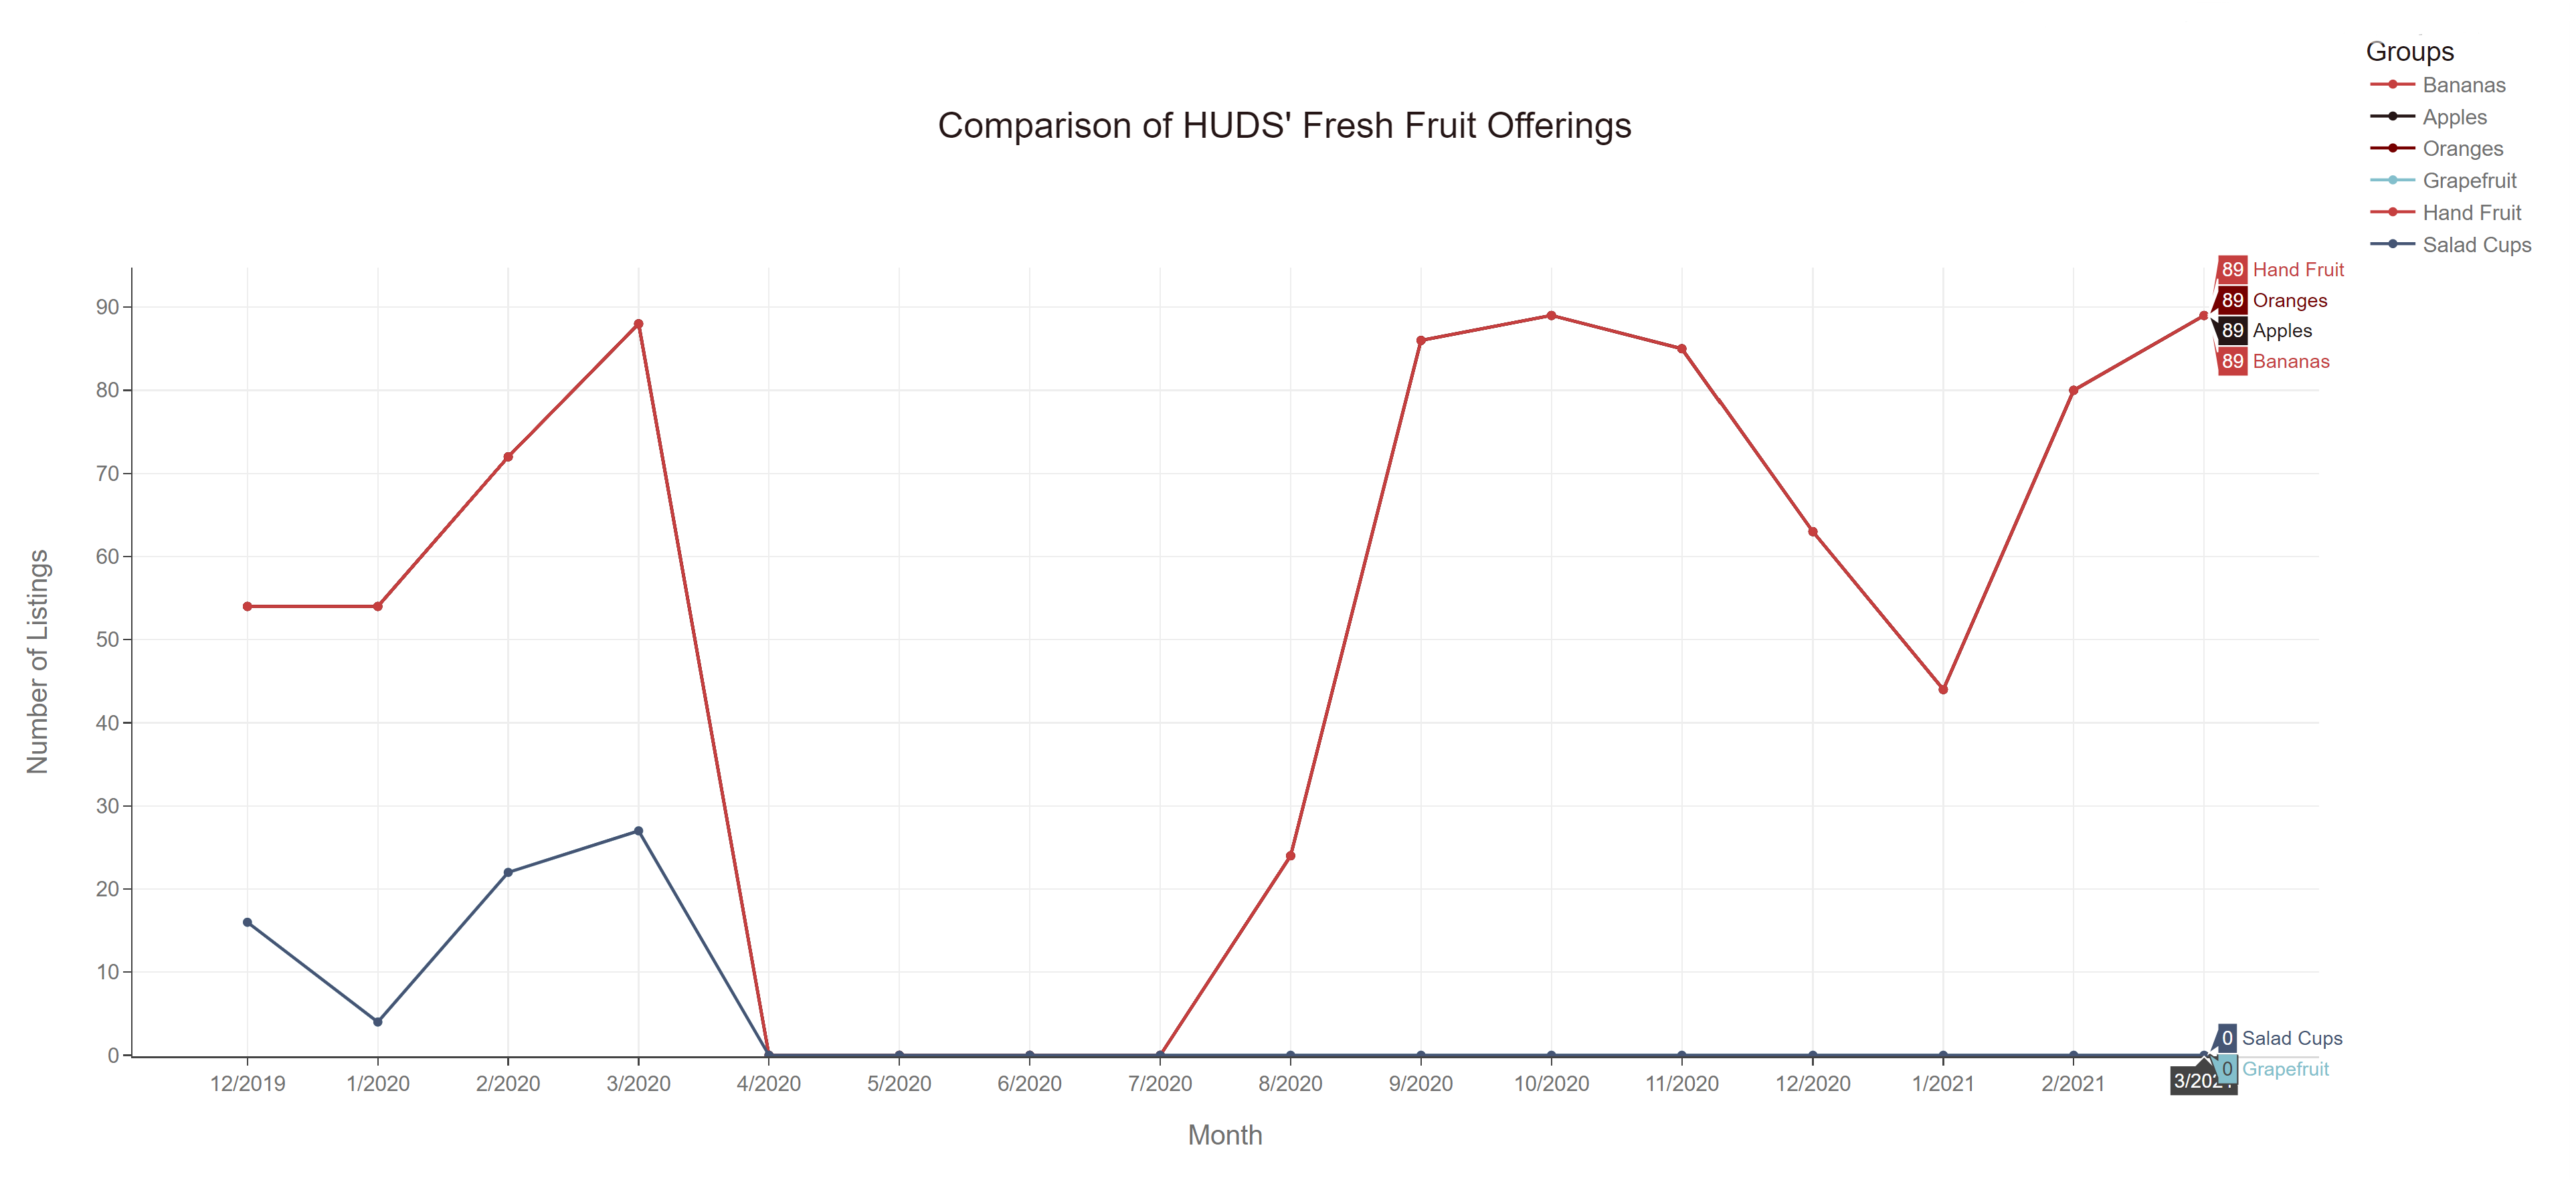 Groups
Bananas
Apples
Oranges
Grapefruit
Hand Fruit
Salad Cups
Comparison of HUDS' Fresh Fruit Offerings
89 Hand Fruit
89 Oranges
89 Apples
89 Bananas
90
80
70
60
50
40
30
20
10
0
Number of Listings
0 Salad Cups
0 Grapefruit
12/2019 1/2020 2/2020 3/2020 4/2020 5/2020 6/2020 7/2020 8/2020 9/2020 10/2020 11/2020 12/2020 1/2021 2/2021 3/2021
Month